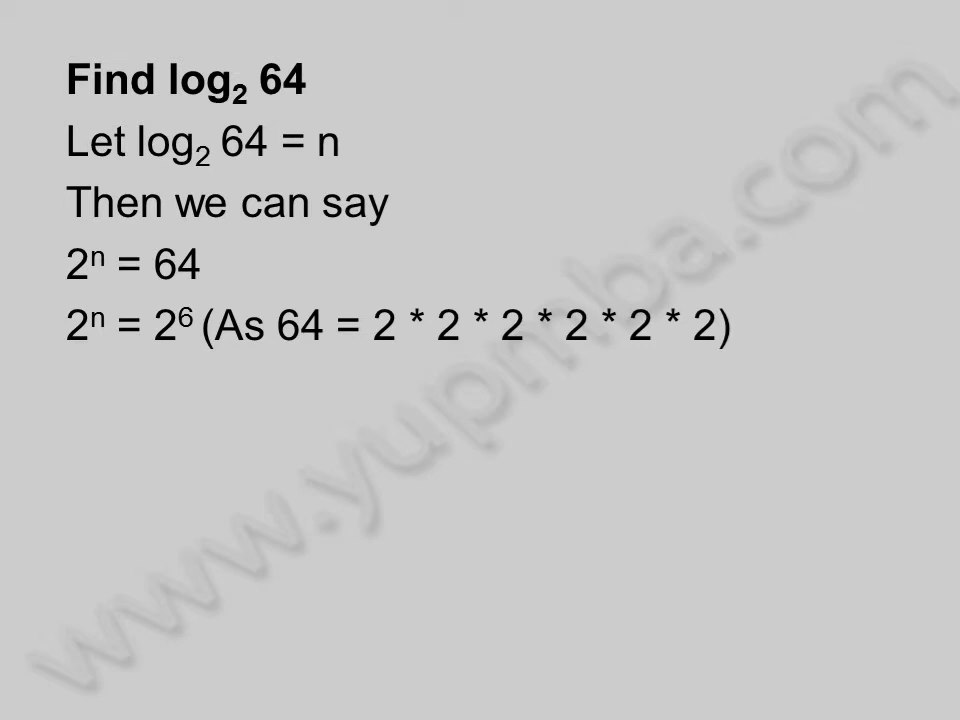 Find log₂ 64
Let log₂ 64 = n
Then we can say
2ⁿ = 64
2ⁿ = 2⁶ (As 64 = 2 * 2 * 2 * 2 * 2 * 2)
www.yupmba.com